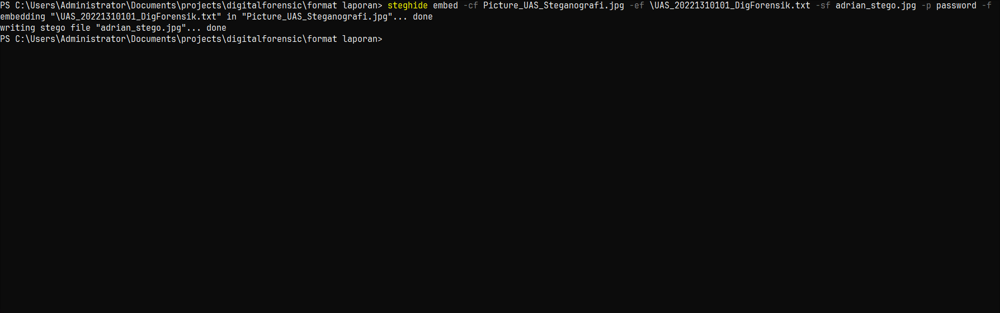 PS C:\Users\Administrator\Documents\projects\digitalforensic\format laporan> steghide embed -cf Picture_UAS_Steganografi.jpg -ef \UAS_20221310101_DigForensik.txt -sf adrian_stego.jpg -p password -f
embedding "\UAS_20221310101_DigForensik.txt" in "Picture_UAS_Steganografi.jpg"... done
writing stego file "adrian_stego.jpg"... done
PS C:\Users\Administrator\Documents\projects\digitalforensic\format laporan>